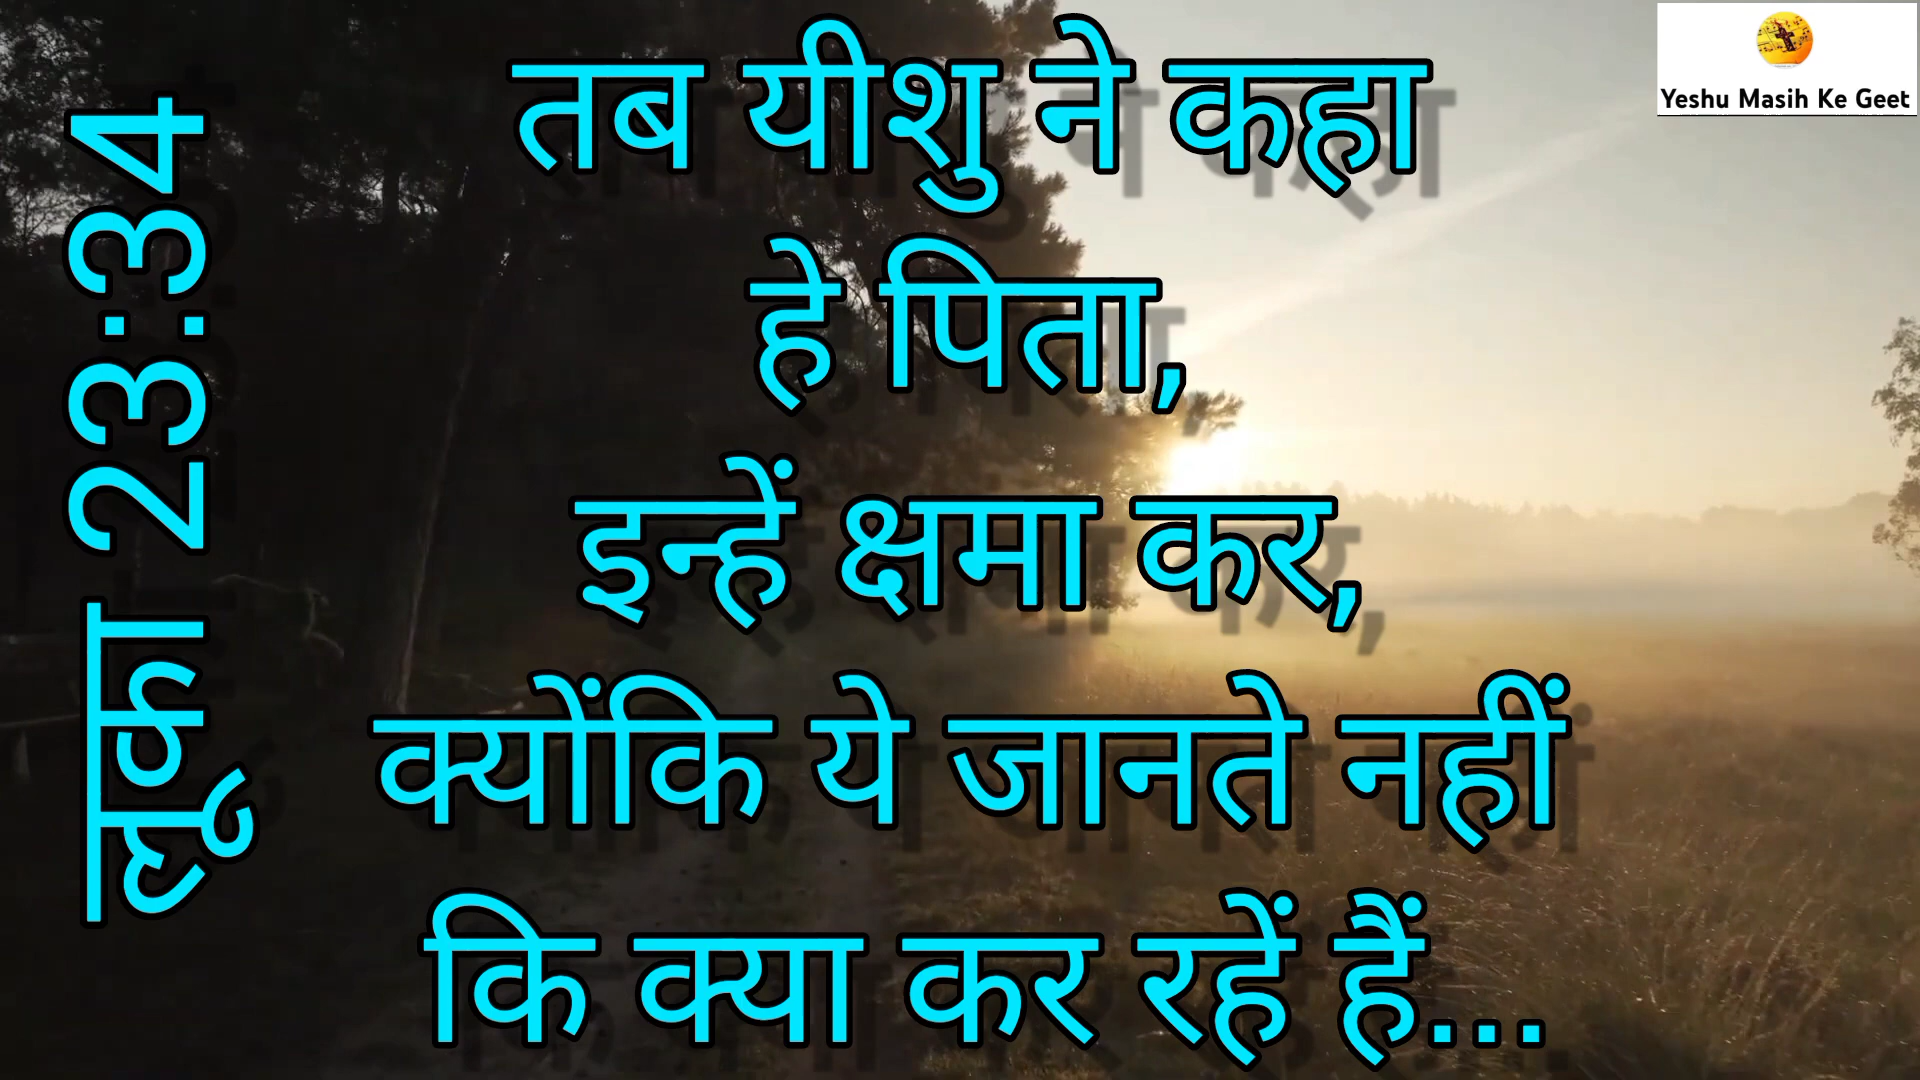 तब यीशु ने कहा
हे पिता,
इन्हें क्षमा कर,
क्योंकि ये जानते नहीं
कि क्या कर रहें हैं...
लूका 23:34
Yeshu Masih Ke Geet